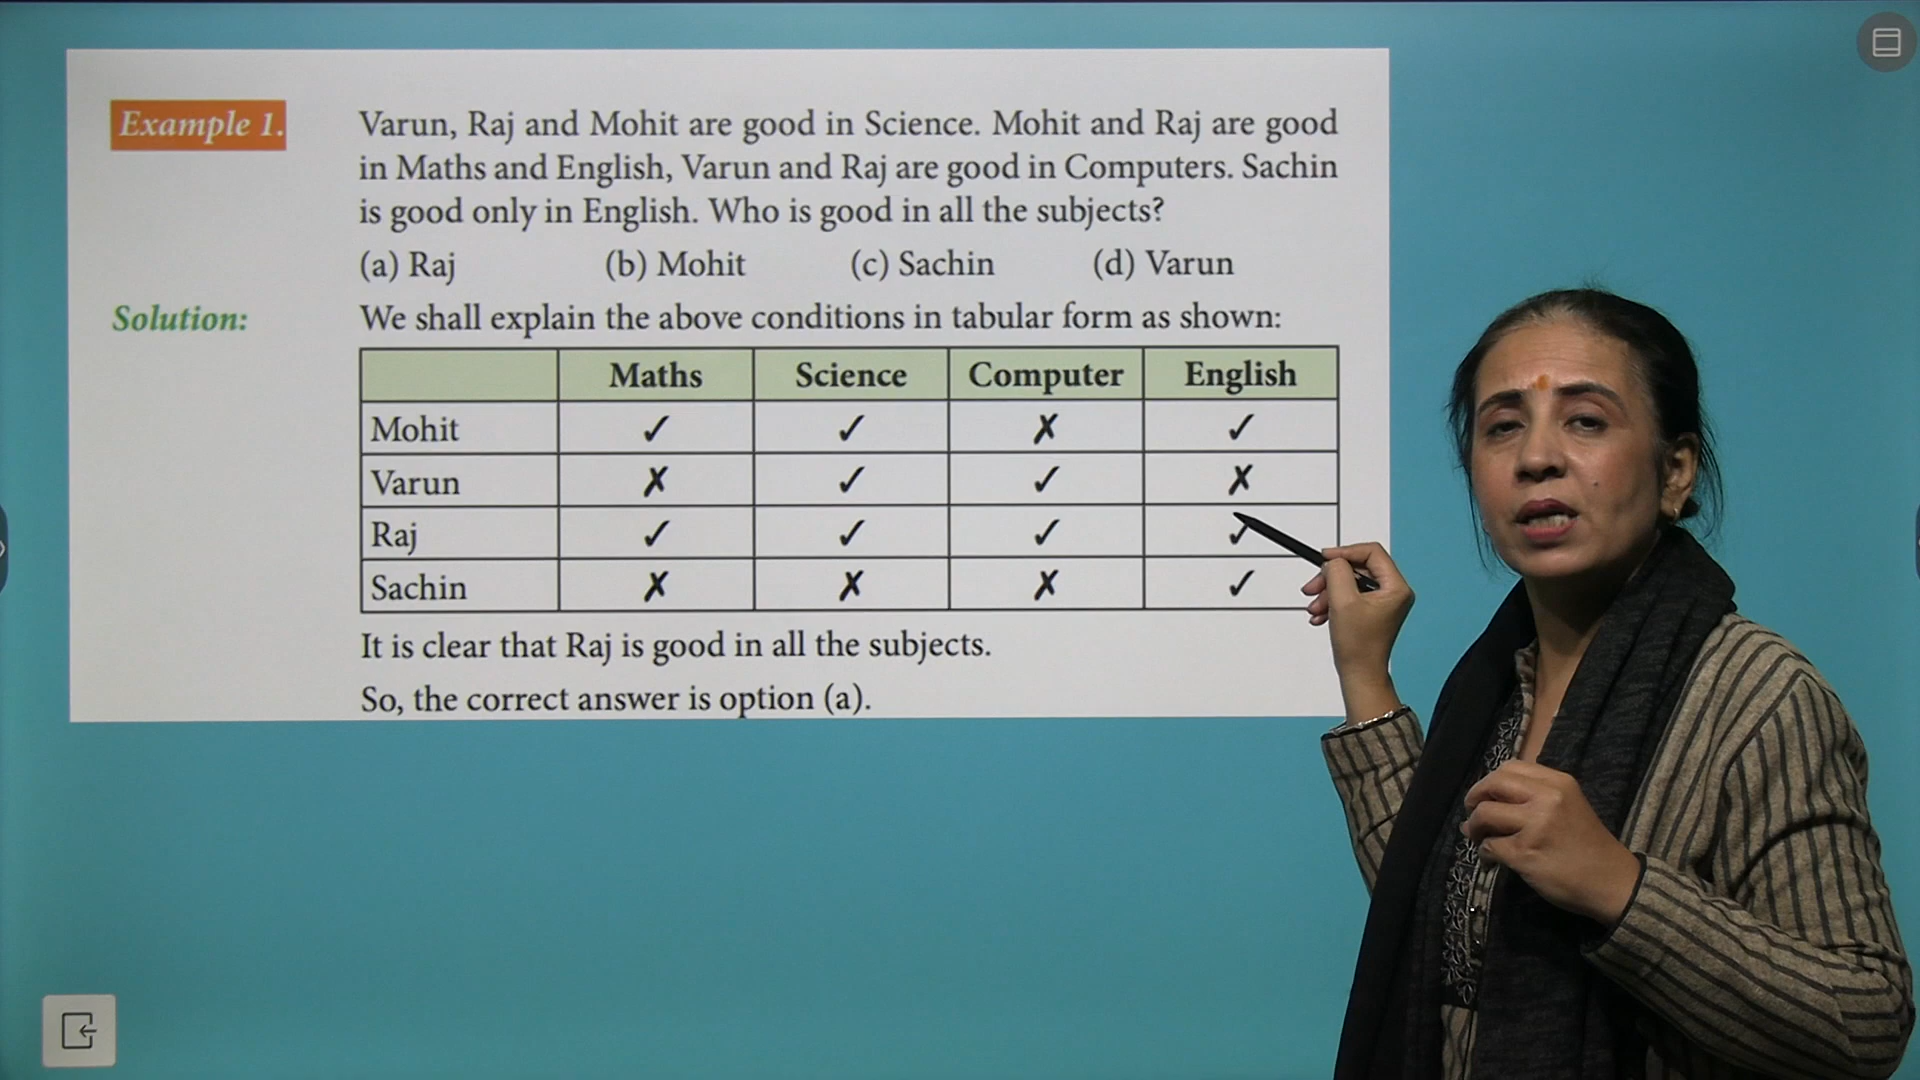 Example 1.
Varun, Raj and Mohit are good in Science. Mohit and Raj are good
in Maths and English, Varun and Raj are good in Computers. Sachin
is good only in English. Who is good in all the subjects?
(a) Raj (b) Mohit (c) Sachin (d) Varun
Solution: We shall explain the above conditions in tabular form as shown:
Maths Science Computer English
Mohit ✓ ✓ ✗ ✓
Varun ✗ ✓ ✓ ✗
Raj ✓ ✓ ✓ ✓
Sachin ✗ ✗ ✗ ✓
It is clear that Raj is good in all the subjects.
So, the correct answer is option (a).